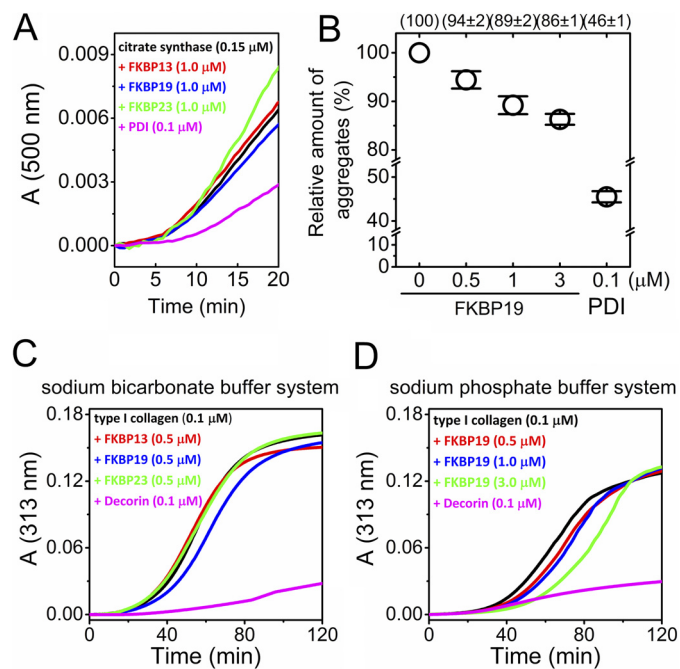 A
A (500 nm)
0.009
0.006
0.003
0.000
citrate synthase (0.15 μM)
+ FKBP13 (1.0 μM)
+ FKBP19 (1.0 μM)
+ FKBP23 (1.0 μM)
+ PDI (0.1 μM)
0 5 10 15 20
Time (min)
B
(100) (94±2) (89±2) (86±1) (46±1)
Relative amount of
aggregates (%)
100
90
80
45
40
10
0
0 0.5 1 3 0.1 (μM)
FKBP19 PDI
C
sodium bicarbonate buffer system
A (313 nm)
0.18
0.12
0.06
0.00
type I collagen (0.1 μM)
+ FKBP13 (0.5 μM)
+ FKBP19 (0.5 μM)
+ FKBP23 (0.5 μM)
+ Decorin (0.1 μM)
0 40 80 120
Time (min)
D
sodium phosphate buffer system
A (313 nm)
0.18
0.12
0.06
0.00
type I collagen (0.1 μM)
+ FKBP19 (0.5 μM)
+ FKBP19 (1.0 μM)
+ FKBP19 (3.0 μM)
+ Decorin (0.1 μM)
0 40 80 120
Time (min)